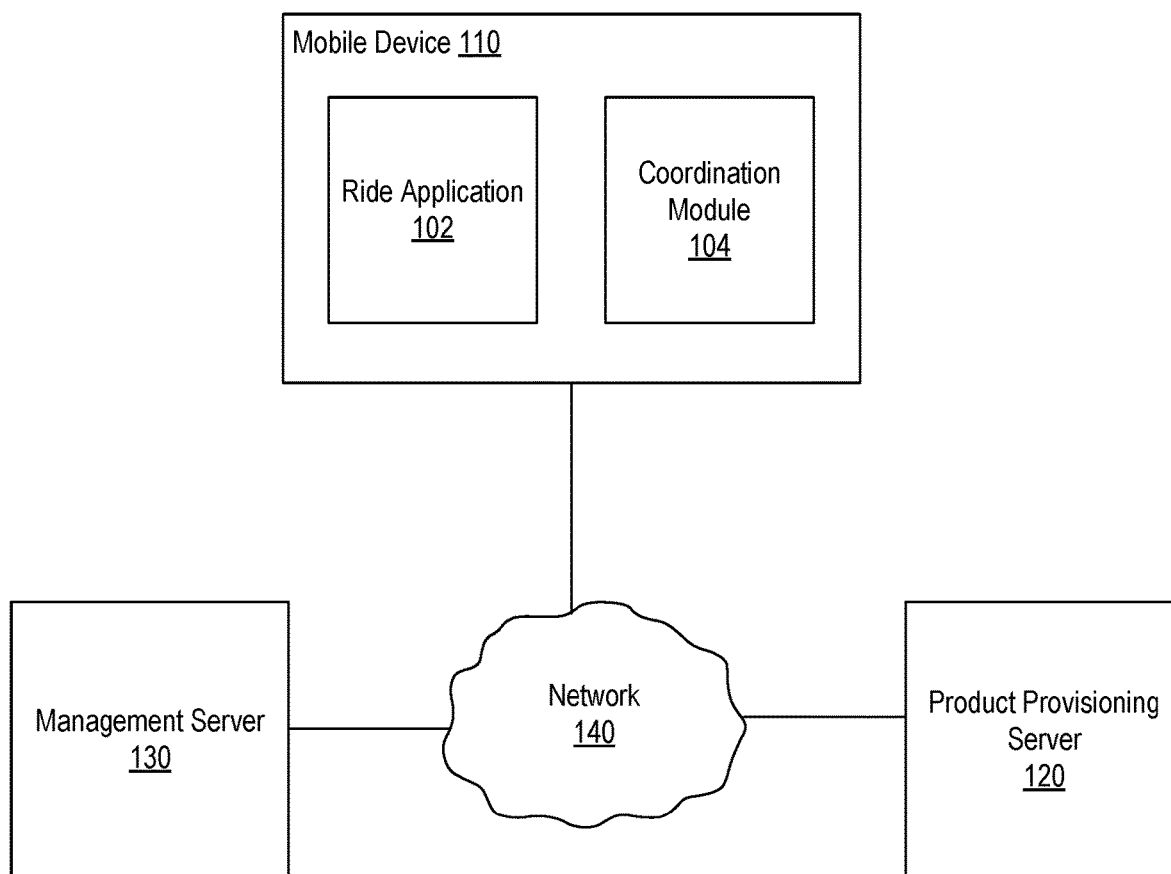 Mobile Device 110
Ride Application
102
Coordination
Module
104
Management Server
130
Network
140
Product Provisioning
Server
120